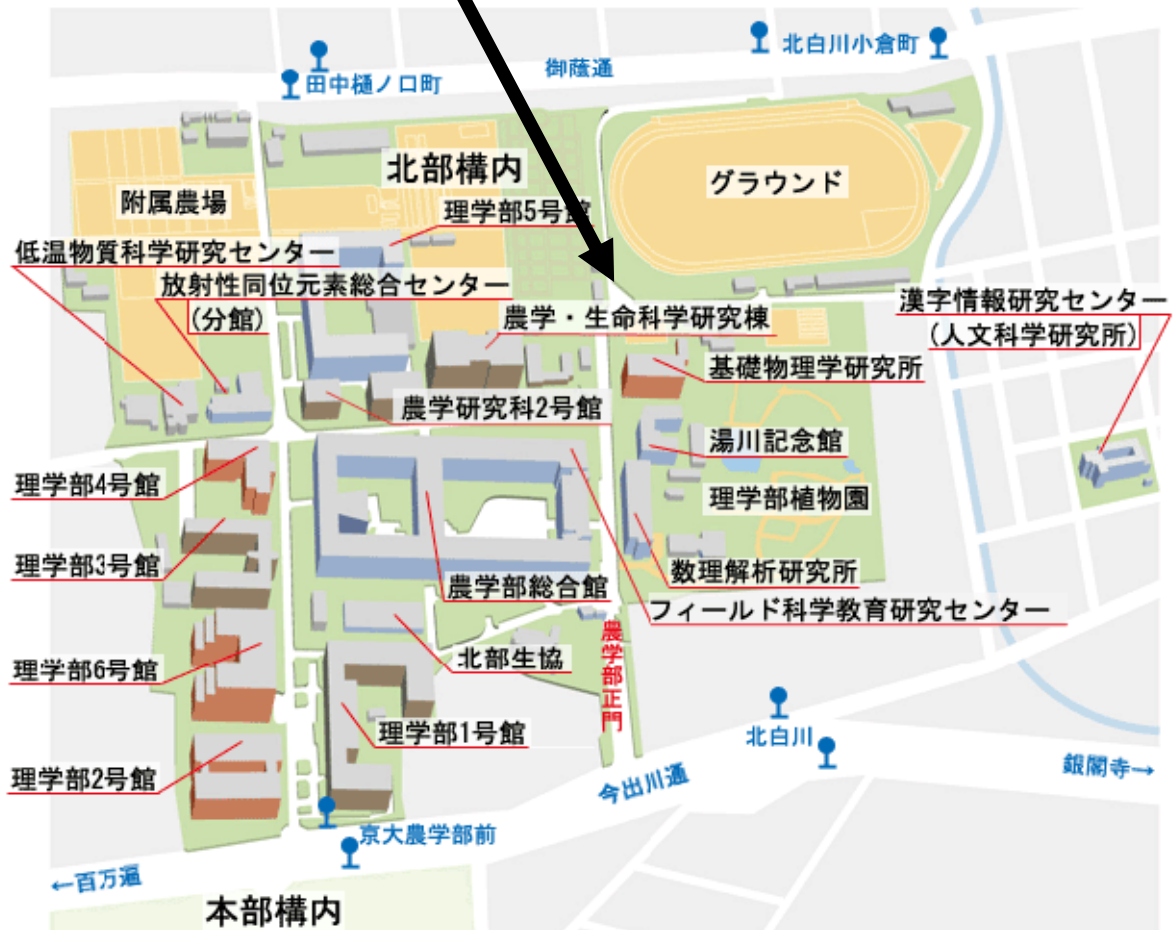 北白川小倉町
御蔭通
田中樋ノ口町
北部構内
グラウンド
附属農場
理学部5号館
低温物質科学研究センター
放射性同位元素総合センター
(分館)
農学・生命科学研究棟
漢字情報研究センター
(人文科学研究所)
基礎物理学研究所
農学研究科2号館
湯川記念館
理学部4号館
理学部植物園
理学部3号館
数理解析研究所
農学部総合館
フィールド科学教育研究センター
農学部正門
北部生協
理学部6号館
理学部1号館
北白川
理学部2号館
銀閣寺→
今出川通
京大農学部前
←百万遍
本部構内